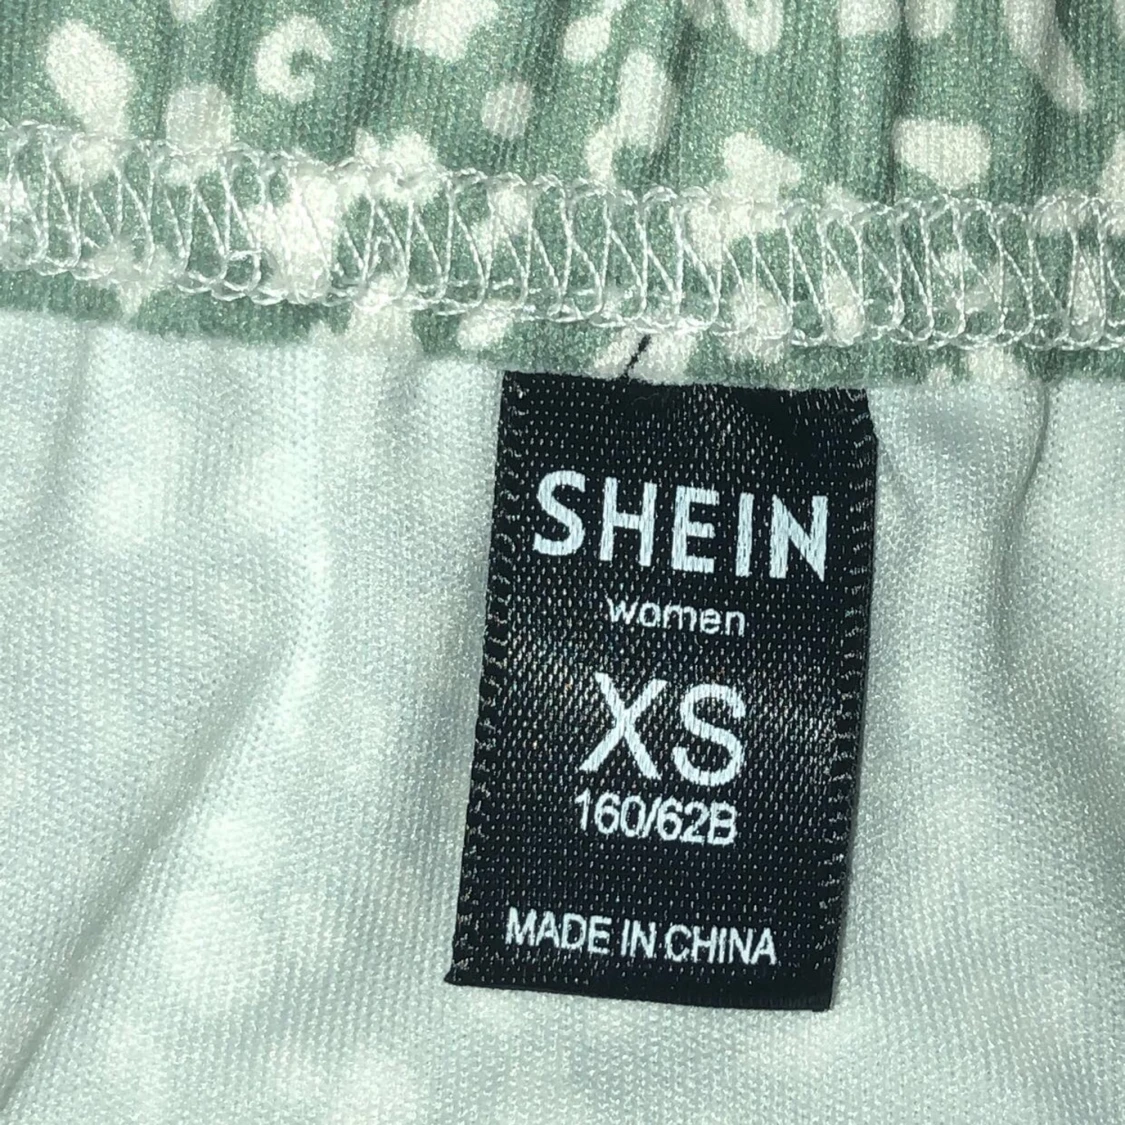 SHEIN
women
XS
160/62B
MADE IN CHINA